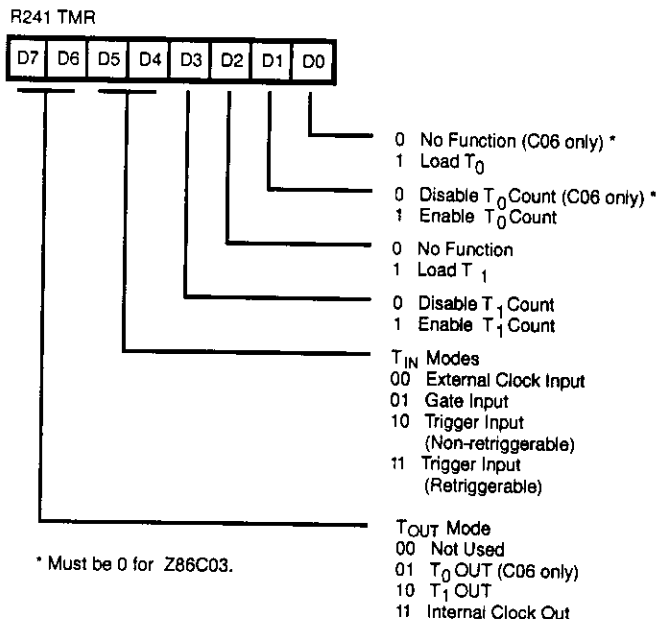 R241 TMR
D7 D6 D5 D4 D3 D2 D1 D0
0 No Function (C06 only) *
1 Load T0
0 Disable T0 Count (C06 only) *
1 Enable T0 Count
0 No Function
1 Load T 1
0 Disable T1 Count
1 Enable T1 Count
TIN Modes
00 External Clock Input
01 Gate Input
10 Trigger Input
(Non-retriggerable)
11 Trigger Input
(Retriggerable)
TOUT Mode
00 Not Used
01 T0 OUT (C06 only)
10 T1 OUT
11 Internal Clock Out
* Must be 0 for Z86C03.